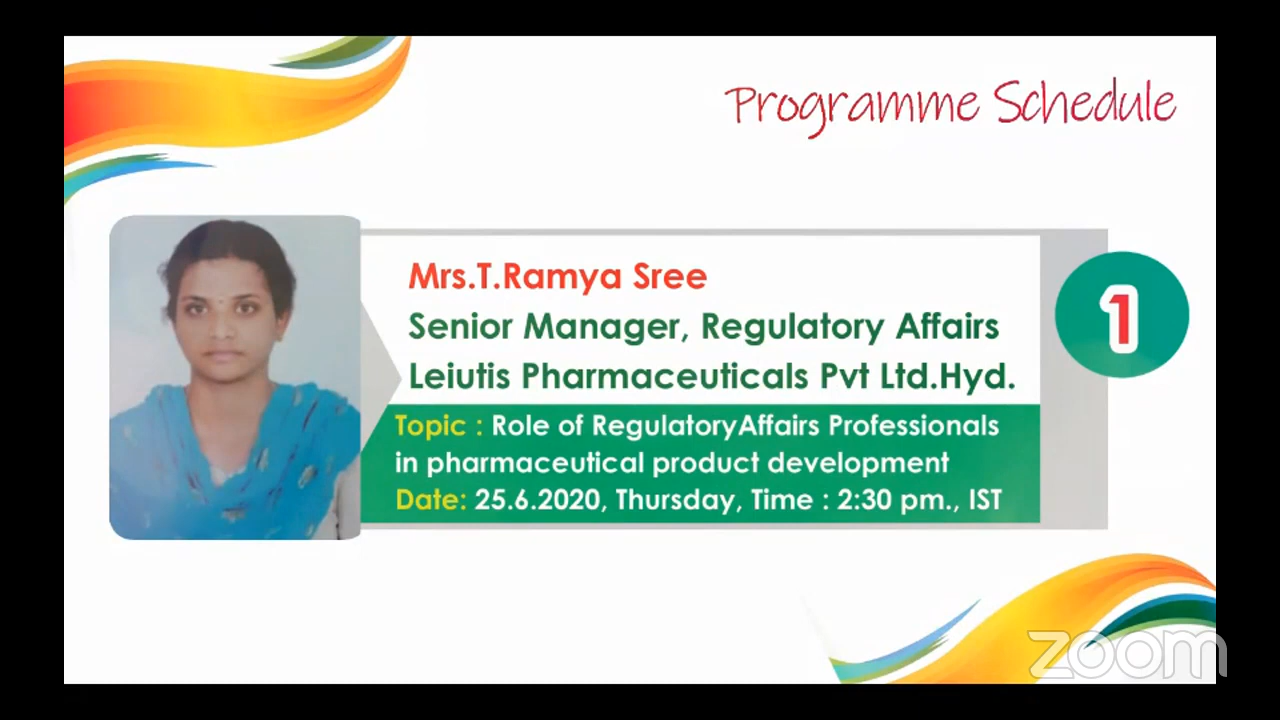 Programme Schedule
Mrs.T.Ramya Sree
Senior Manager, Regulatory Affairs
Leiutis Pharmaceuticals Pvt Ltd.Hyd.
1
Topic : Role of RegulatoryAffairs Professionals
in pharmaceutical product development
Date: 25.6.2020, Thursday, Time : 2:30 pm., IST
zoom